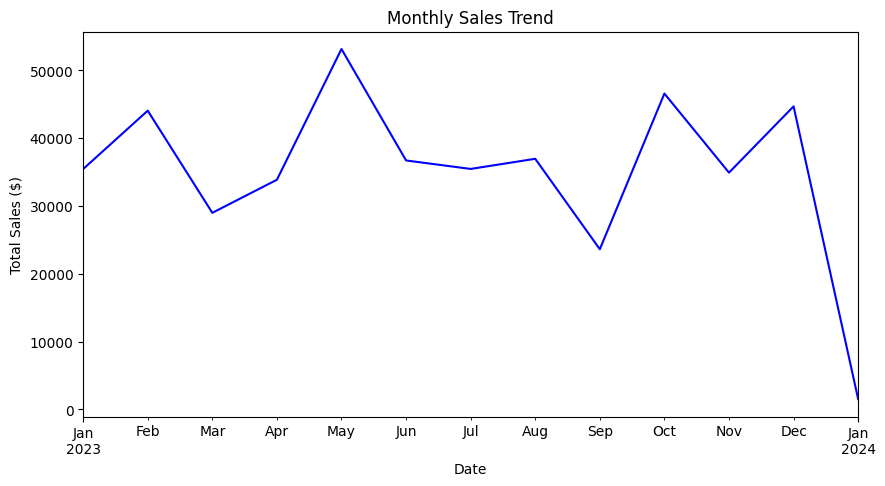 Monthly Sales Trend
Total Sales ($)
50000
40000
30000
20000
10000
0
Jan Feb Mar Apr May Jun Jul Aug Sep Oct Nov Dec Jan
2023 2024
Date